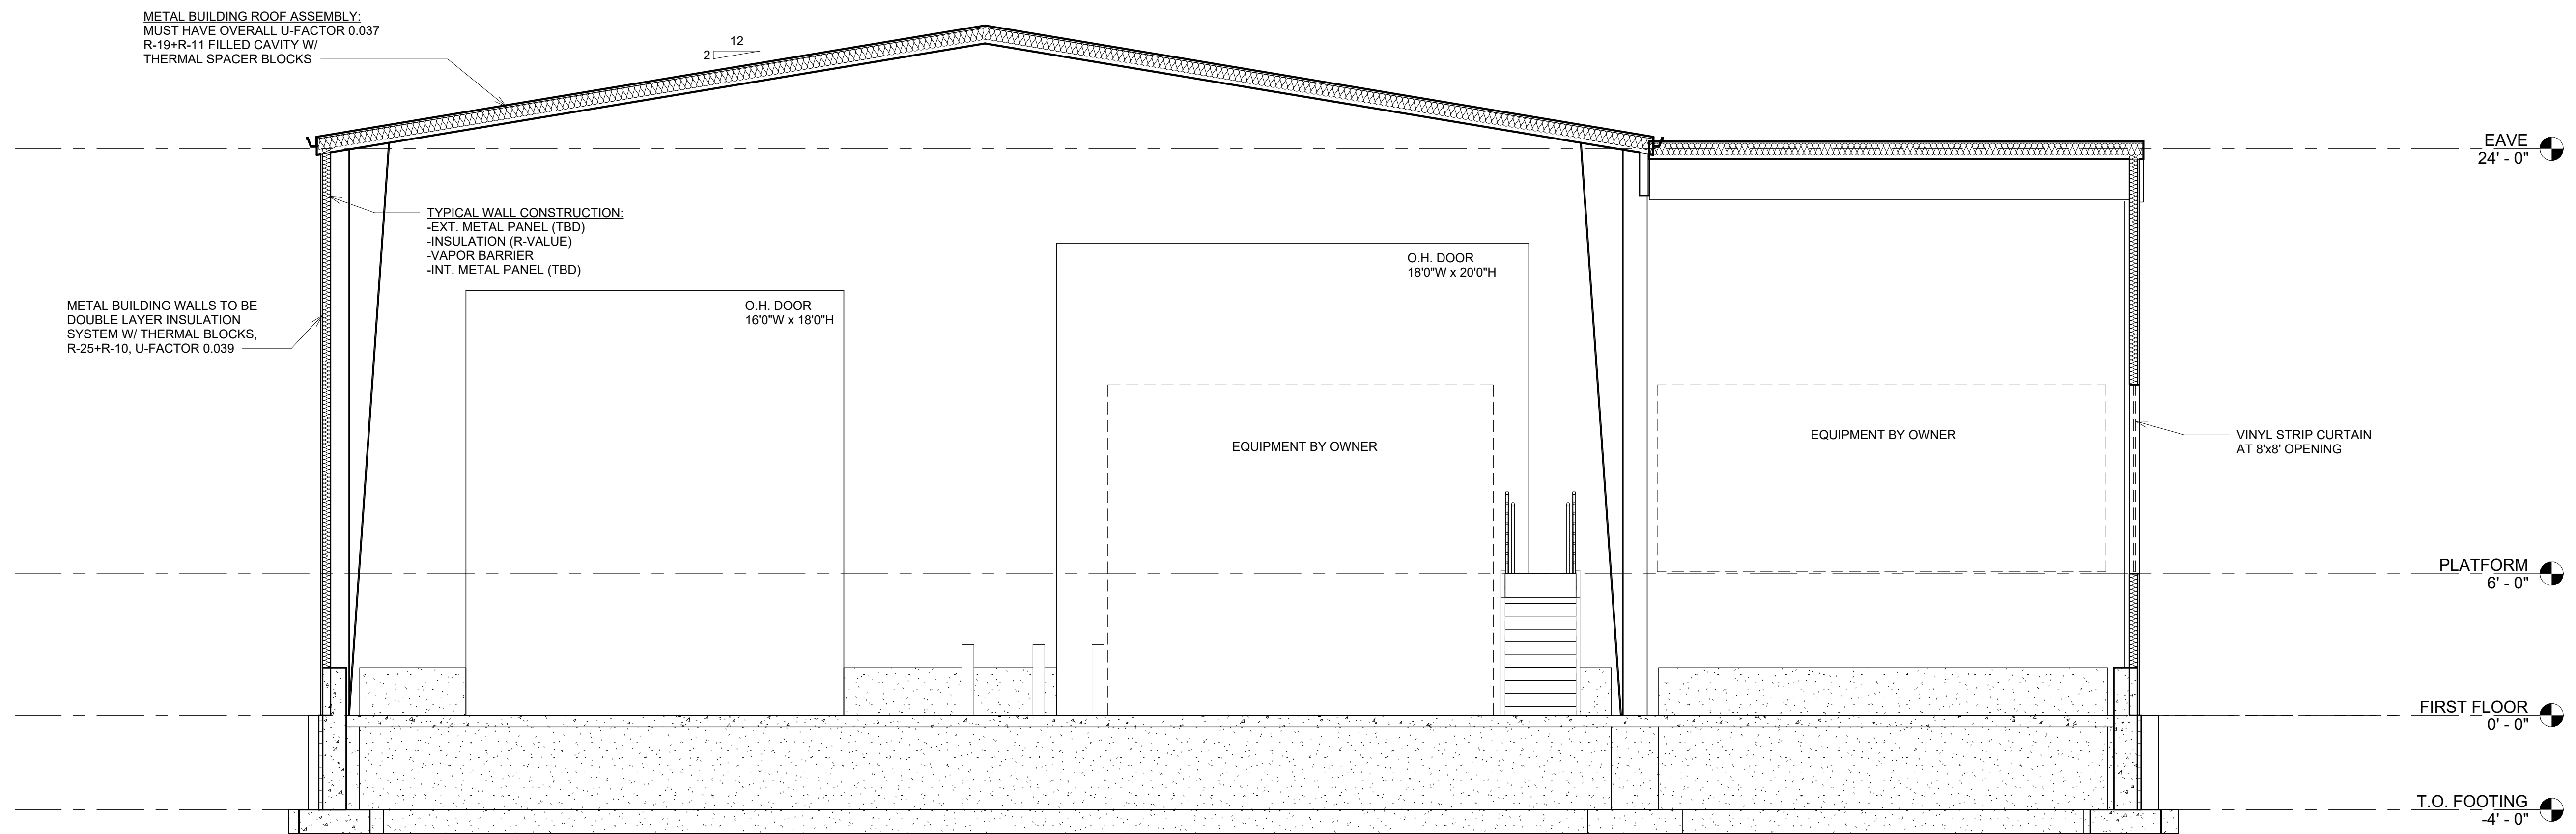 METAL BUILDING ROOF ASSEMBLY:
MUST HAVE OVERALL U-FACTOR 0.037
R-19+R-11 FILLED CAVITY W/
THERMAL SPACER BLOCKS
12
2
EAVE
24' - 0"
TYPICAL WALL CONSTRUCTION:
-EXT. METAL PANEL (TBD)
-INSULATION (R-VALUE)
-VAPOR BARRIER
-INT. METAL PANEL (TBD)
O.H. DOOR
18'0"W x 20'0"H
METAL BUILDING WALLS TO BE
DOUBLE LAYER INSULATION
SYSTEM W/ THERMAL BLOCKS,
R-25+R-10, U-FACTOR 0.039
O.H. DOOR
16'0"W x 18'0"H
EQUIPMENT BY OWNER
EQUIPMENT BY OWNER
VINYL STRIP CURTAIN
AT 8'x8' OPENING
PLATFORM
6' - 0"
FIRST FLOOR
0' - 0"
T.O. FOOTING
-4' - 0"